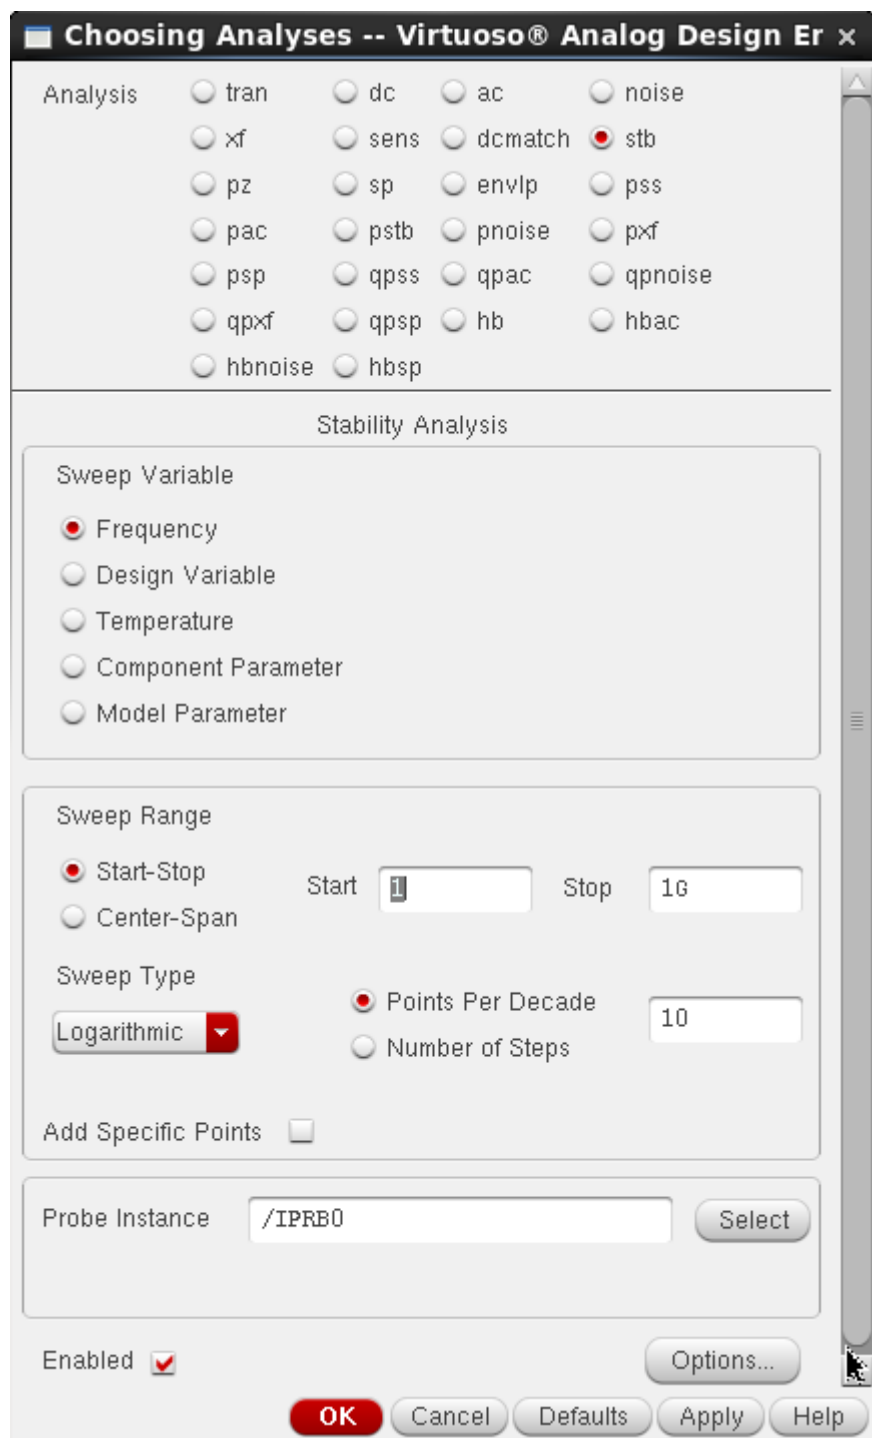 Choosing Analyses -- Virtuoso® Analog Design Er
Analysis tran dc ac noise
xf sens dcmatch stb
pz sp envlp pss
pac pstb pnoise pxf
psp qpss qpac qpnoise
qpxf qpsp hb hbac
hbnoise hbsp
Stability Analysis
Sweep Variable
Frequency
Design Variable
Temperature
Component Parameter
Model Parameter
Sweep Range
Start-Stop
Start 1 Stop 1G
Center-Span
Sweep Type
Points Per Decade
Logarithmic 10
Number of Steps
Add Specific Points
Probe Instance /IPRB0 Select
Enabled Options...
OK Cancel Defaults Apply Help